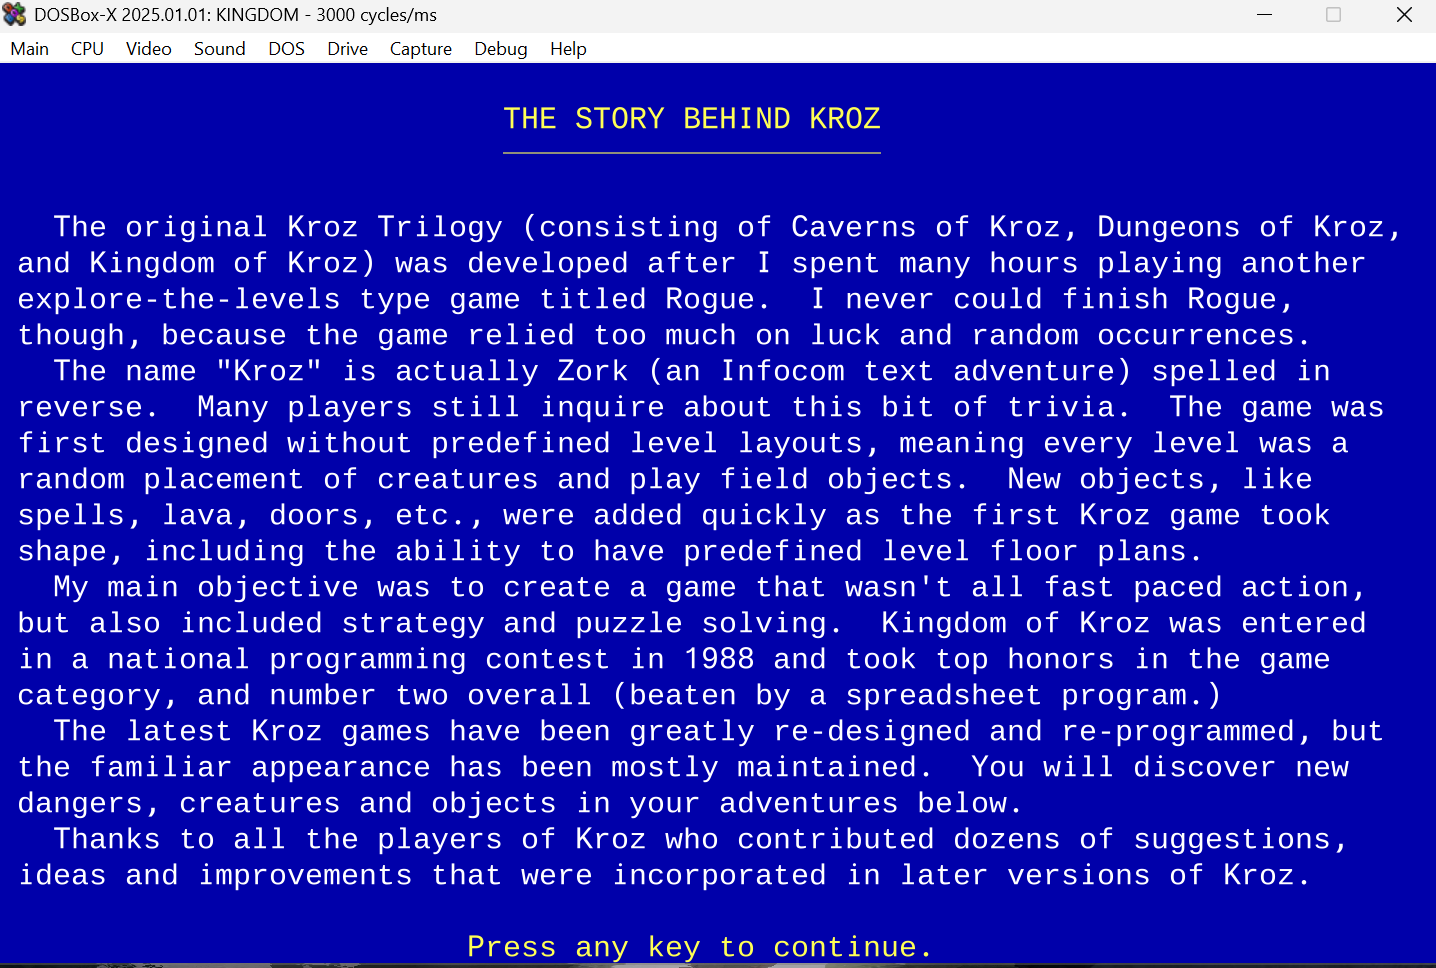 DOSBox-X 2025.01.01: KINGDOM - 3000 cycles/ms
Main CPU Video Sound DOS Drive Capture Debug Help
THE STORY BEHIND KROZ
The original Kroz Trilogy (consisting of Caverns of Kroz, Dungeons of Kroz,
and Kingdom of Kroz) was developed after I spent many hours playing another
explore-the-levels type game titled Rogue.  I never could finish Rogue,
though, because the game relied too much on luck and random occurrences.
The name "Kroz" is actually Zork (an Infocom text adventure) spelled in
reverse.  Many players still inquire about this bit of trivia.  The game was
first designed without predefined level layouts, meaning every level was a
random placement of creatures and play field objects.  New objects, like
spells, lava, doors, etc., were added quickly as the first Kroz game took
shape, including the ability to have predefined level floor plans.
My main objective was to create a game that wasn't all fast paced action,
but also included strategy and puzzle solving.  Kingdom of Kroz was entered
in a national programming contest in 1988 and took top honors in the game
category, and number two overall (beaten by a spreadsheet program.)
The latest Kroz games have been greatly re-designed and re-programmed, but
the familiar appearance has been mostly maintained.  You will discover new
dangers, creatures and objects in your adventures below.
Thanks to all the players of Kroz who contributed dozens of suggestions,
ideas and improvements that were incorporated in later versions of Kroz.
Press any key to continue.